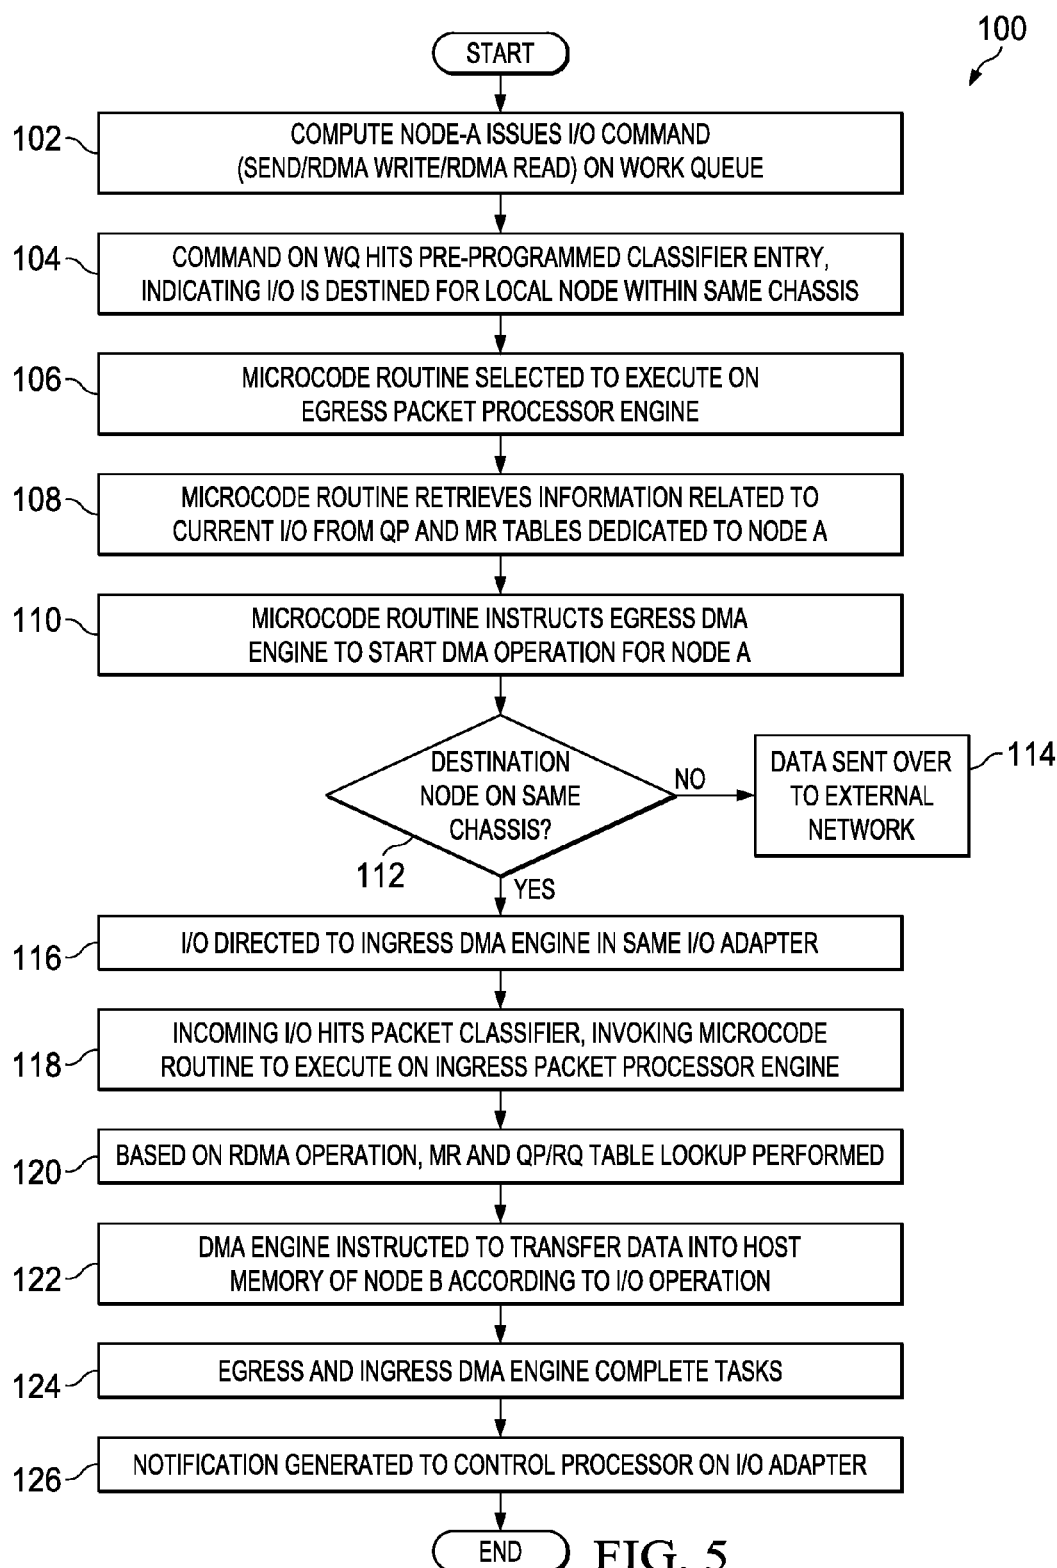 100
START
102
COMPUTE NODE-A ISSUES I/O COMMAND
(SEND/RDMA WRITE/RDMA READ) ON WORK QUEUE
104
COMMAND ON WQ HITS PRE-PROGRAMMED CLASSIFIER ENTRY,
INDICATING I/O IS DESTINED FOR LOCAL NODE WITHIN SAME CHASSIS
106
MICROCODE ROUTINE SELECTED TO EXECUTE ON
EGRESS PACKET PROCESSOR ENGINE
108
MICROCODE ROUTINE RETRIEVES INFORMATION RELATED TO
CURRENT I/O FROM QP AND MR TABLES DEDICATED TO NODE A
110
MICROCODE ROUTINE INSTRUCTS EGRESS DMA
ENGINE TO START DMA OPERATION FOR NODE A
DESTINATION
NODE ON SAME
CHASSIS?
112
NO
DATA SENT OVER
TO EXTERNAL
NETWORK
114
YES
116
I/O DIRECTED TO INGRESS DMA ENGINE IN SAME I/O ADAPTER
118
INCOMING I/O HITS PACKET CLASSIFIER, INVOKING MICROCODE
ROUTINE TO EXECUTE ON INGRESS PACKET PROCESSOR ENGINE
120
BASED ON RDMA OPERATION, MR AND QP/RQ TABLE LOOKUP PERFORMED
122
DMA ENGINE INSTRUCTED TO TRANSFER DATA INTO HOST
MEMORY OF NODE B ACCORDING TO I/O OPERATION
124
EGRESS AND INGRESS DMA ENGINE COMPLETE TASKS
126
NOTIFICATION GENERATED TO CONTROL PROCESSOR ON I/O ADAPTER
END
FIG. 5